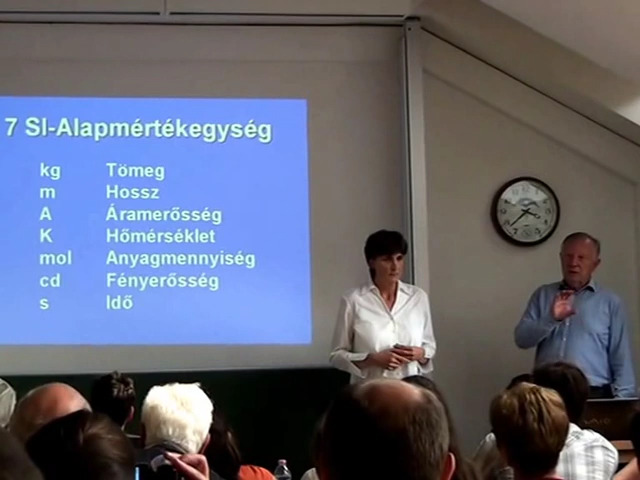 7 SI-Alapmértékegység
kg Tömeg
m Hossz
A Áramerősség
K Hőmérséklet
mol Anyagmennyiség
cd Fényerősség
s Idő